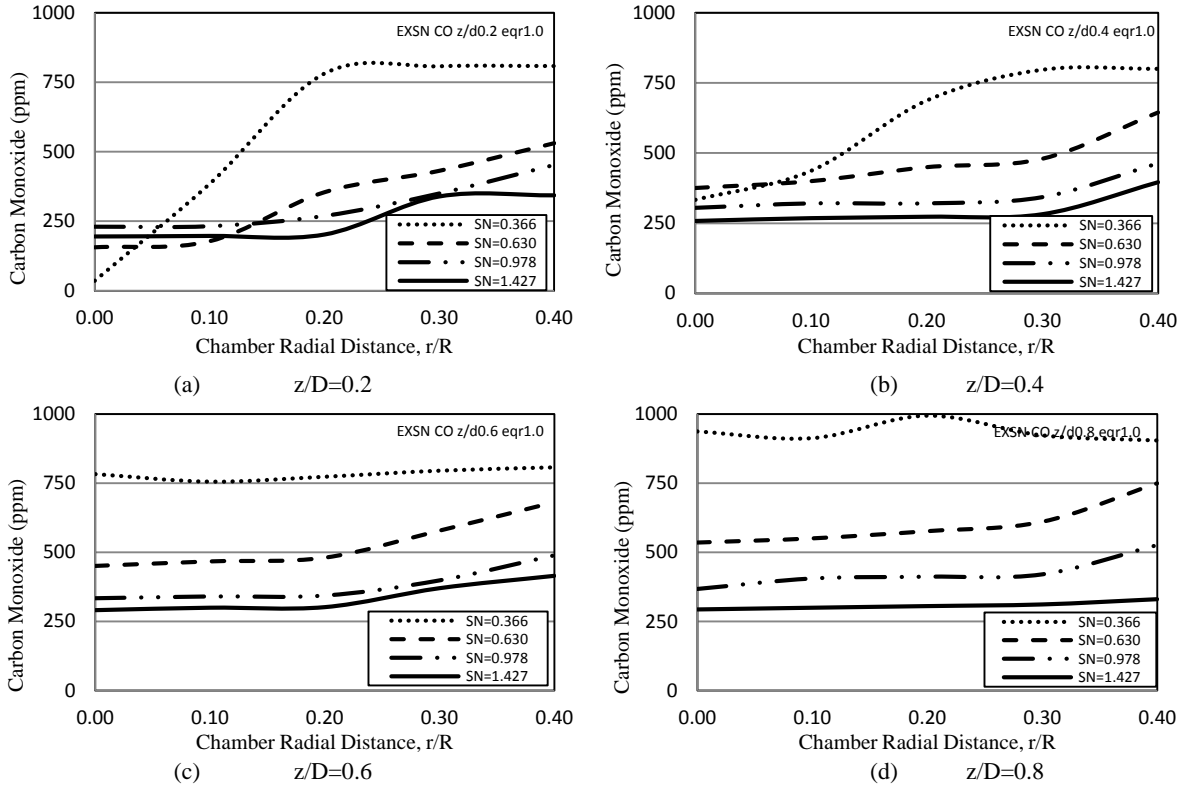 1000
750
500
250
0
Carbon Monoxide (ppm)
EXSN CO z/d0.2 eqr1.0
SN=0.366
SN=0.630
SN=0.978
SN=1.427
0.00 0.10 0.20 0.30 0.40
Chamber Radial Distance, r/R
(a) z/D=0.2
1000
750
500
250
0
Carbon Monoxide (ppm)
EXSN CO z/d0.4 eqr1.0
SN=0.366
SN=0.630
SN=0.978
SN=1.427
0.00 0.10 0.20 0.30 0.40
Chamber Radial Distance, r/R
(b) z/D=0.4
1000
750
500
250
0
Carbon Monoxide (ppm)
EXSN CO z/d0.6 eqr1.0
SN=0.366
SN=0.630
SN=0.978
SN=1.427
0.00 0.10 0.20 0.30 0.40
Chamber Radial Distance, r/R
(c) z/D=0.6
1000
750
500
250
0
Carbon Monoxide (ppm)
EXSN CO z/d0.8 eqr1.0
SN=0.366
SN=0.630
SN=0.978
SN=1.427
0.00 0.10 0.20 0.30 0.40
Chamber Radial Distance, r/R
(d) z/D=0.8